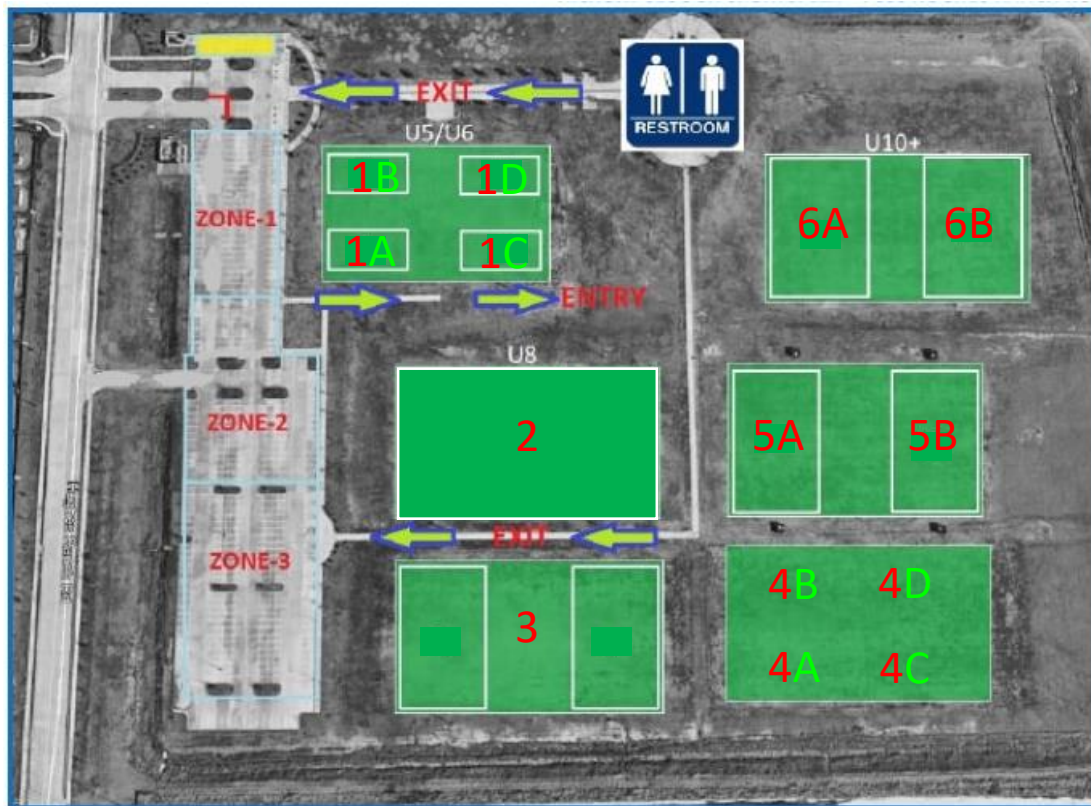 EXIT
RESTROOM
U5/U6
U10+
1B 1D
ZONE-1
6A 6B
1A 1C
ENTRY
U8
ZONE-2
2
5A 5B
EXIT
ZONE-3
4B 4D
3
4A 4C